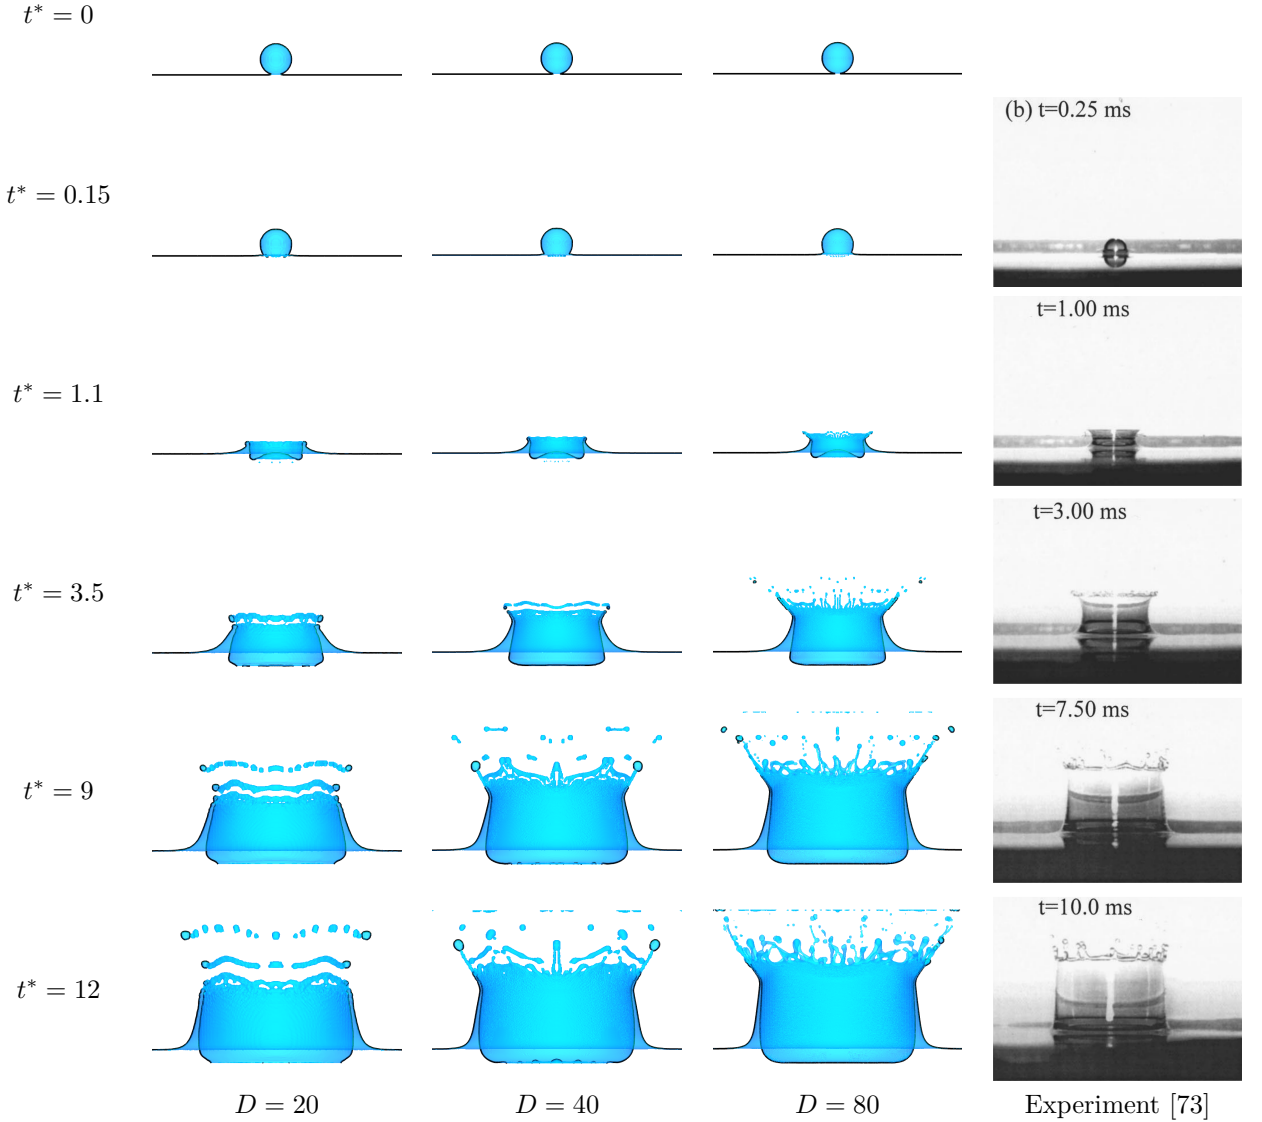 t* = 0
(b) t=0.25 ms
t* = 0.15
t=1.00 ms
t* = 1.1
t=3.00 ms
t* = 3.5
t=7.50 ms
t* = 9
t=10.0 ms
t* = 12
D = 20 D = 40 D = 80 Experiment [73]